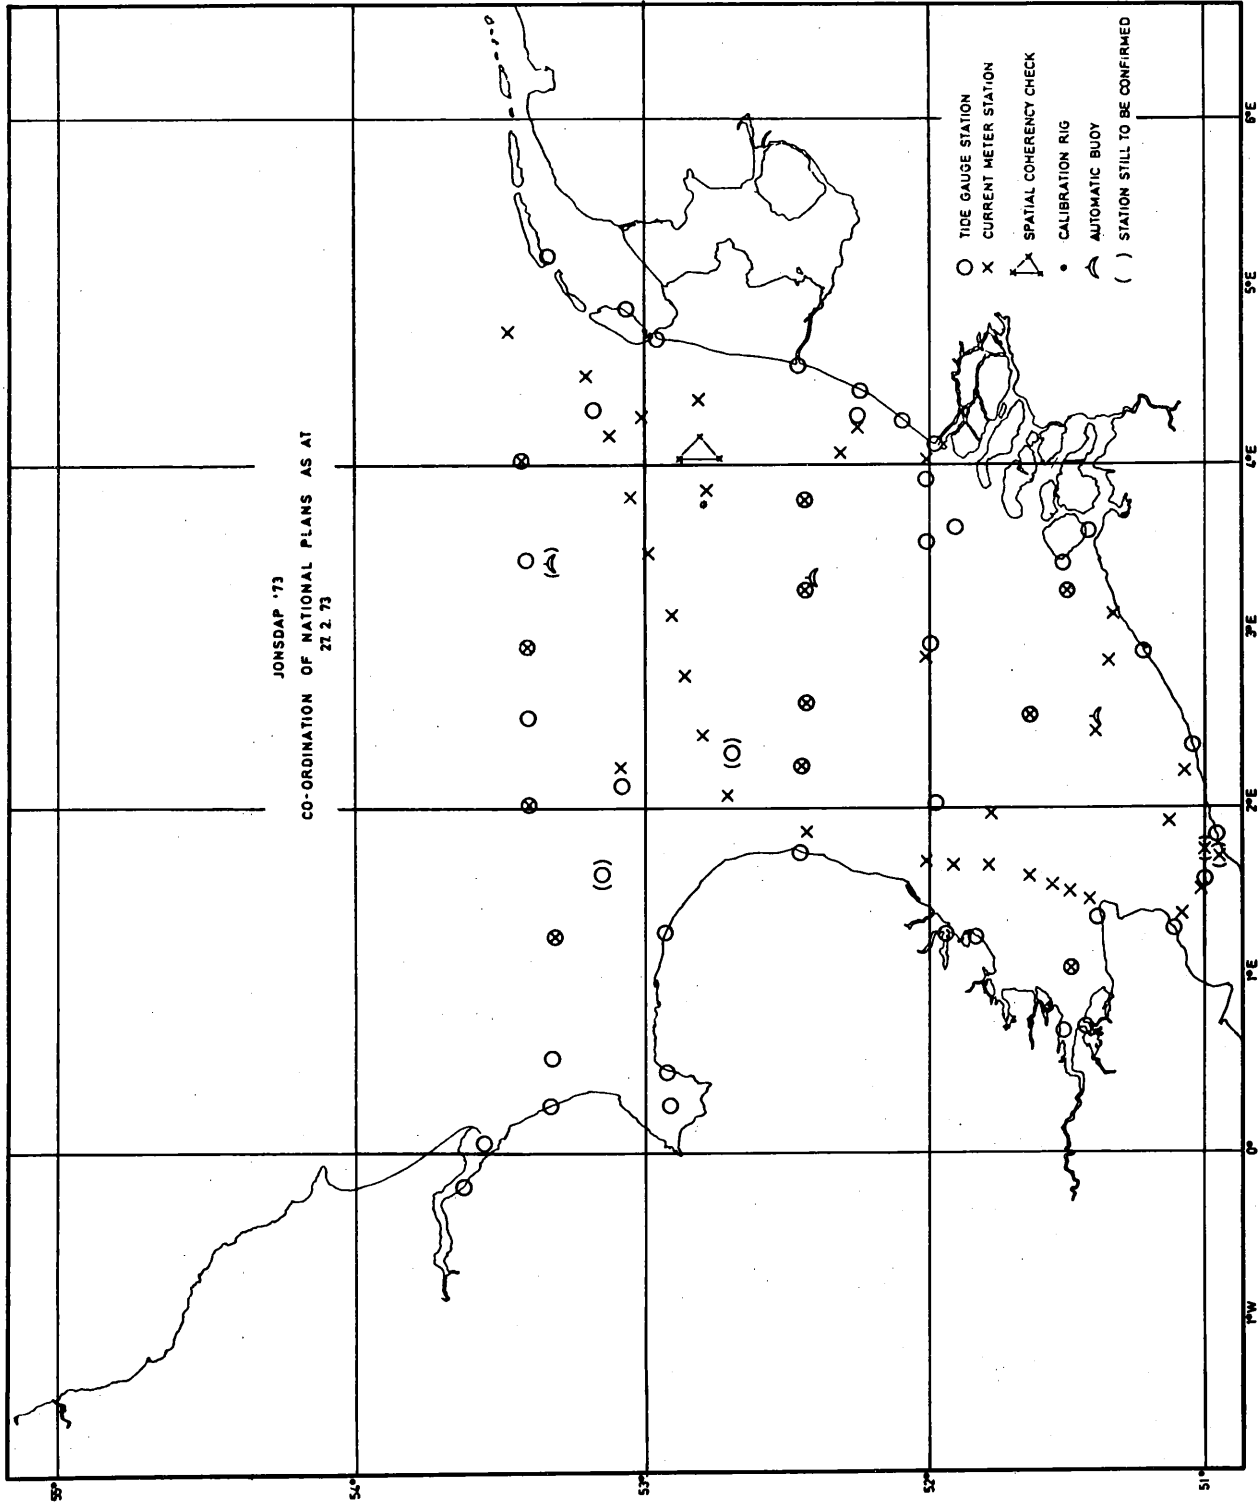 JONSDAP '73
CO-ORDINATION OF NATIONAL PLANS AS AT
27.2.73
55°
54°
53°
52°
51°
1°W
0°
1°E
2°E
3°E
4°E
5°E
6°E
TIDE GAUGE STATION
CURRENT METER STATION
SPATIAL COHERENCY CHECK
CALIBRATION RIG
AUTOMATIC BUOY
( ) STATION STILL TO BE CONFIRMED